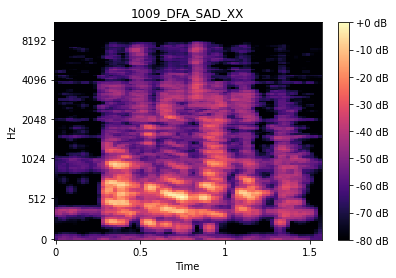 1009_DFA_SAD_XX
+0 dB
8192
-10 dB
4096
-20 dB
-30 dB
2048
Hz
-40 dB
1024
-50 dB
512
-60 dB
-70 dB
0
-80 dB
0
0.5
1
1.5
Time